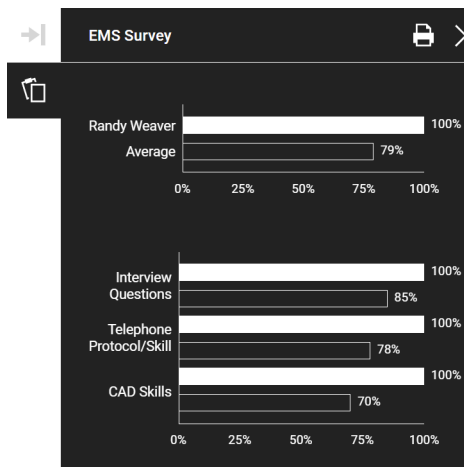 EMS Survey
Randy Weaver
100%
Average
79%
0% 25% 50% 75% 100%
Interview
Questions
100%
85%
Telephone
Protocol/Skill
100%
78%
CAD Skills
100%
70%
0% 25% 50% 75% 100%